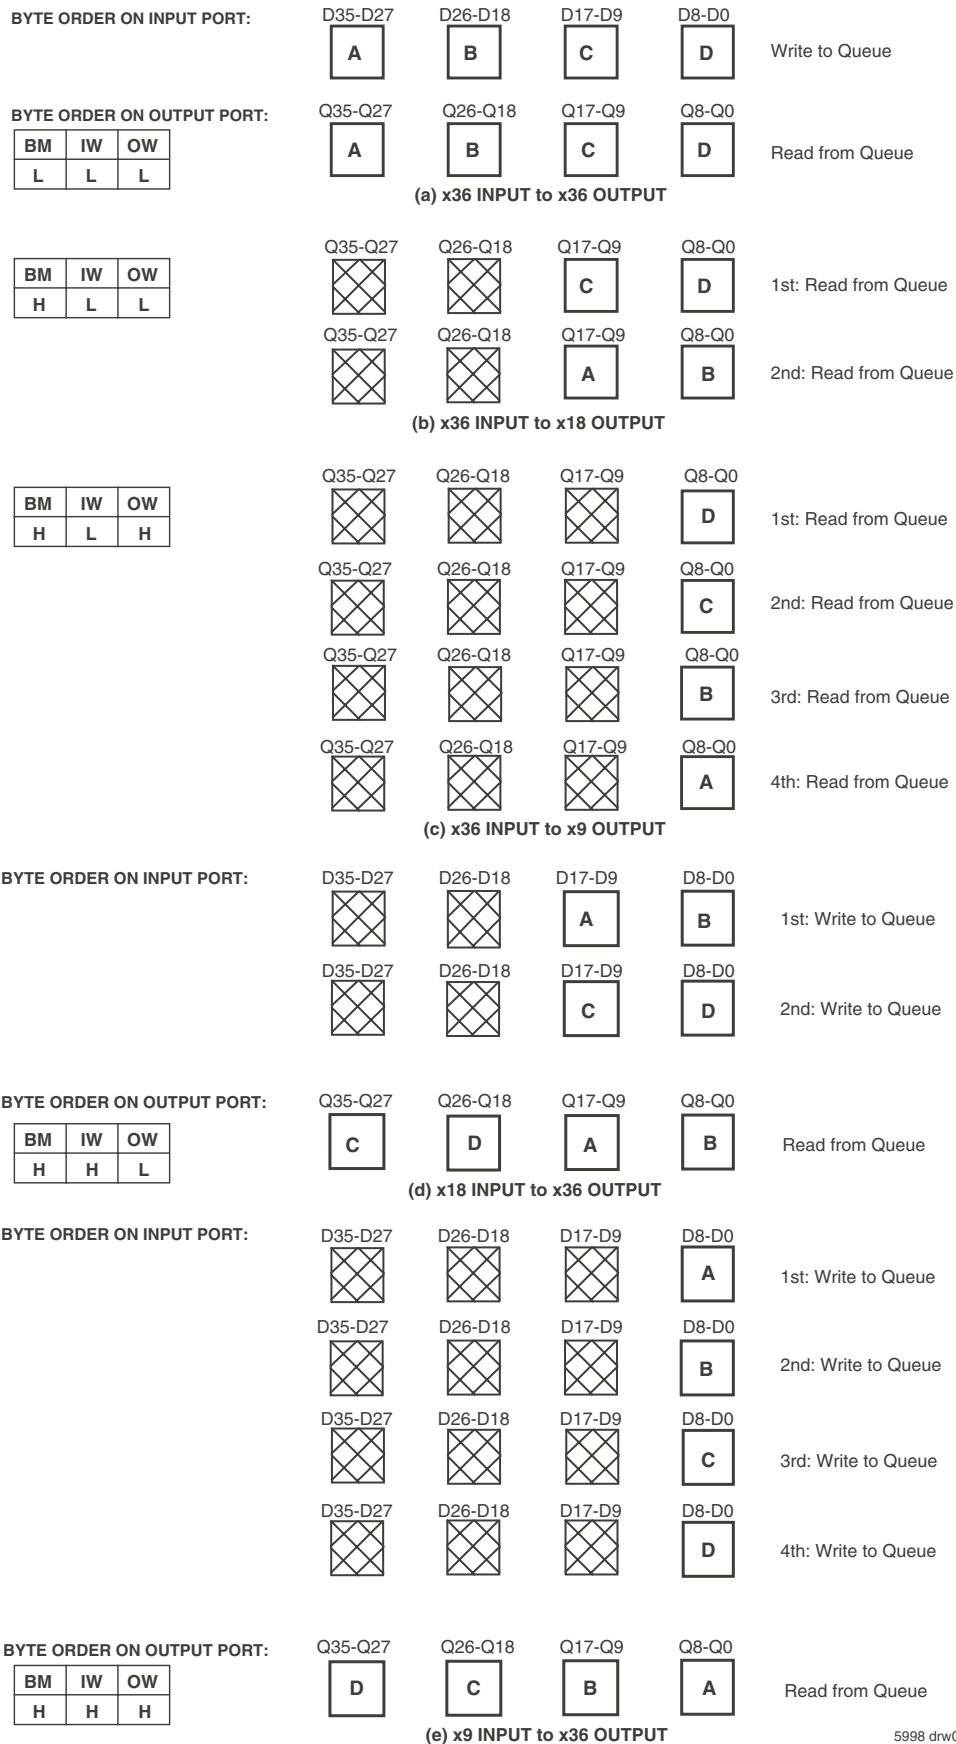 BYTE ORDER ON INPUT PORT: D35-D27 D26-D18 D17-D9 D8-D0
A B C D Write to Queue
BYTE ORDER ON OUTPUT PORT: Q35-Q27 Q26-Q18 Q17-Q9 Q8-Q0
BM IW OW
A B C D Read from Queue
L L L
(a) x36 INPUT to x36 OUTPUT
Q35-Q27 Q26-Q18 Q17-Q9 Q8-Q0
BM IW OW
C D 1st: Read from Queue
H L L
Q35-Q27 Q26-Q18 Q17-Q9 Q8-Q0
A B 2nd: Read from Queue
(b) x36 INPUT to x18 OUTPUT
Q35-Q27 Q26-Q18 Q17-Q9 Q8-Q0
BM IW OW
D 1st: Read from Queue
H L H
Q35-Q27 Q26-Q18 Q17-Q9 Q8-Q0
C 2nd: Read from Queue
Q35-Q27 Q26-Q18 Q17-Q9 Q8-Q0
B 3rd: Read from Queue
Q35-Q27 Q26-Q18 Q17-Q9 Q8-Q0
A 4th: Read from Queue
(c) x36 INPUT to x9 OUTPUT
BYTE ORDER ON INPUT PORT: D35-D27 D26-D18 D17-D9 D8-D0
A B 1st: Write to Queue
D35-D27 D26-D18 D17-D9 D8-D0
C D 2nd: Write to Queue
BYTE ORDER ON OUTPUT PORT: Q35-Q27 Q26-Q18 Q17-Q9 Q8-Q0
BM IW OW
C D A B Read from Queue
H H L
(d) x18 INPUT to x36 OUTPUT
BYTE ORDER ON INPUT PORT: D35-D27 D26-D18 D17-D9 D8-D0
A 1st: Write to Queue
D35-D27 D26-D18 D17-D9 D8-D0
B 2nd: Write to Queue
D35-D27 D26-D18 D17-D9 D8-D0
C 3rd: Write to Queue
D35-D27 D26-D18 D17-D9 D8-D0
D 4th: Write to Queue
BYTE ORDER ON OUTPUT PORT: Q35-Q27 Q26-Q18 Q17-Q9 Q8-Q0
BM IW OW
D C B A Read from Queue
H H H
(e) x9 INPUT to x36 OUTPUT
5998